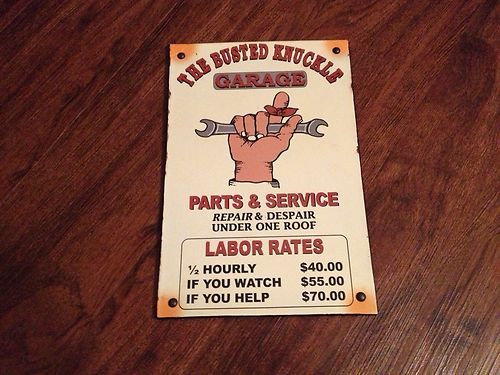 THE BUSTED KNUCKLE
GARAGE
PARTS & SERVICE
REPAIR & DESPAIR
UNDER ONE ROOF
LABOR RATES
½ HOURLY $40.00
IF YOU WATCH $55.00
IF YOU HELP $70.00